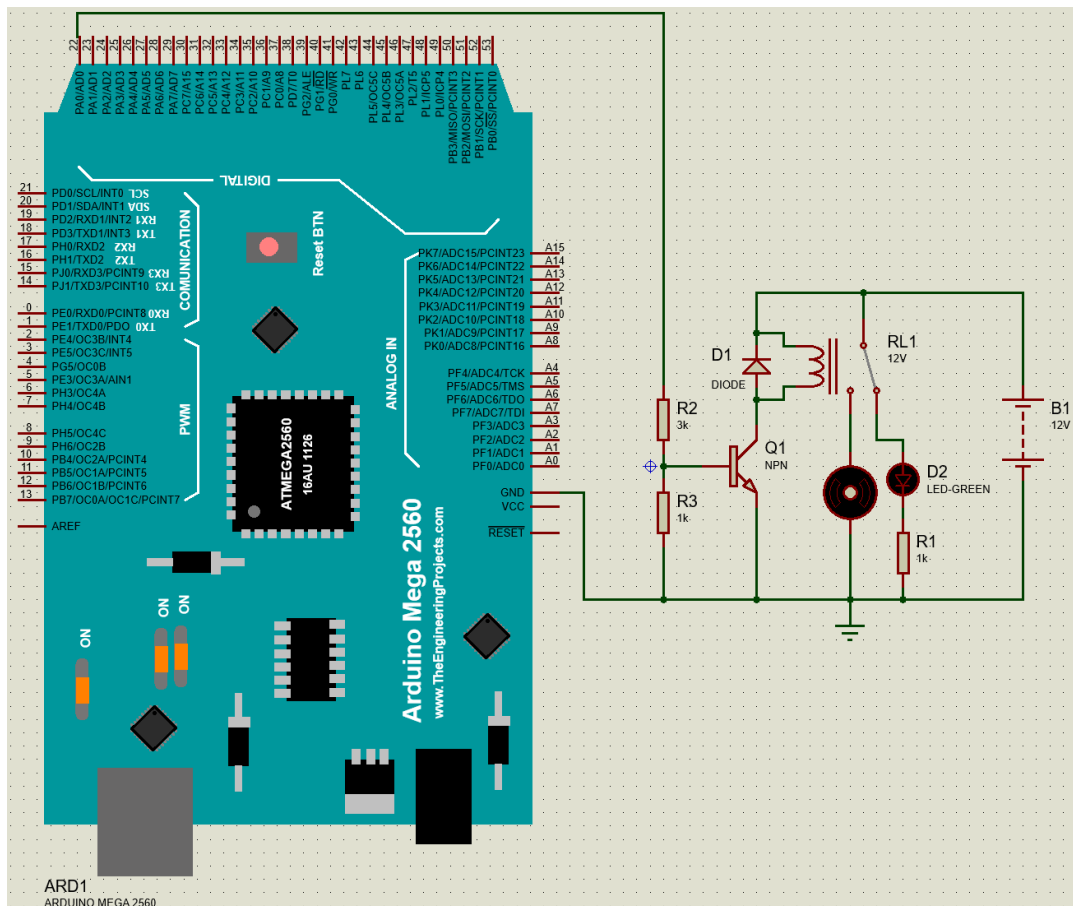 22
23
24
25
26
27
28
29
30
31
32
33
34
35
36
37
38
39
40
41
42
43
44
45
46
47
48
49
50
51
52
53
PA0/AD0
PA1/AD1
PA2/AD2
PA3/AD3
PA4/AD4
PA5/AD5
PA6/AD6
PA7/AD7
PC7/A15
PC6/A14
PC5/A13
PC4/A12
PC3/A11
PC2/A10
PC1/A9
PC0/A8
PD7/T0
PG2/ALE
PG1/RD
PG0/WR
PL7
PL6
PL5/OC5C
PL4/OC5B
PL3/OC5A
PL2/T5
PL1/ICP5
PL0/ICP4
PB3/MISO/PCINT3
PB2/MOSI/PCINT2
PB1/SCK/PCINT1
PB0/SS/PCINT0
DIGITAL
21 PD0/SCL/INT0 SCL
20 PD1/SDA/INT1 SDA
19 PD2/RXD1/INT2 RX1
18 PD3/TXD1/INT3 TX1
17 PH0/RXD2 RX2
16 PH1/TXD2 TX2
15 PJ0/RXD3/PCINT9 RX3
14 PJ1/TXD3/PCINT10 TX3
COMUNICATION
0 PE0/RXD0/PCINT8 RX0
1 PE1/TXD0/PDO TX0
2 PE4/OC3B/INT4
3 PE5/OC3C/INT5
4 PG5/OC0B
5 PE3/OC3A/AIN1
6 PH3/OC4A
7 PH4/OC4B
PWM
8 PH5/OC4C
9 PH6/OC2B
10 PB4/OC2A/PCINT4
11 PB5/OC1A/PCINT5
12 PB6/OC1B/PCINT6
13 PB7/OC0A/OC1C/PCINT7
AREF
Reset BTN
ATMEGA2560
16AU 1126
ANALOG IN
PK7/ADC15/PCINT23 A15
PK6/ADC14/PCINT22 A14
PK5/ADC13/PCINT21 A13
PK4/ADC12/PCINT20 A12
PK3/ADC11/PCINT19 A11
PK2/ADC10/PCINT18 A10
PK1/ADC9/PCINT17 A9
PK0/ADC8/PCINT16 A8
PF4/ADC4/TCK A4
PF5/ADC5/TMS A5
PF6/ADC6/TDO A6
PF7/ADC7/TDI A7
PF3/ADC3 A3
PF2/ADC2 A2
PF1/ADC1 A1
PF0/ADC0 A0
GND
VCC
RESET
Arduino Mega 2560
www.TheEngineeringProjects.com
ON
ON
ON
ARD1
ARDUINO MEGA 2560
R2
3k
R3
1k
D1
DIODE
Q1
NPN
RL1
12V
D2
LED-GREEN
R1
1k
B1
12V